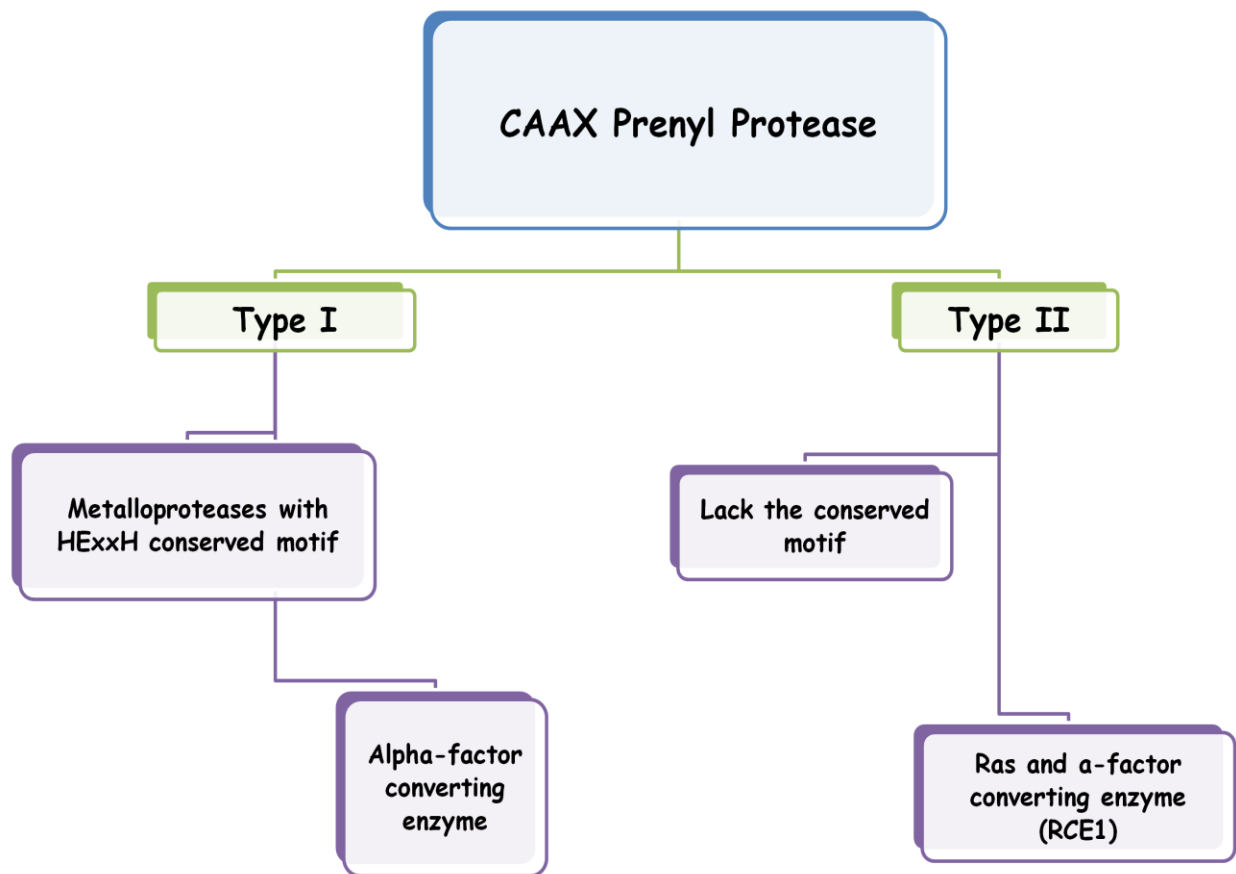 CAAX Prenyl Protease
Type I
Type II
Metalloproteases with
HExxH conserved motif
Lack the conserved
motif
Alpha-factor
converting
enzyme
Ras and a-factor
converting enzyme
(RCE1)